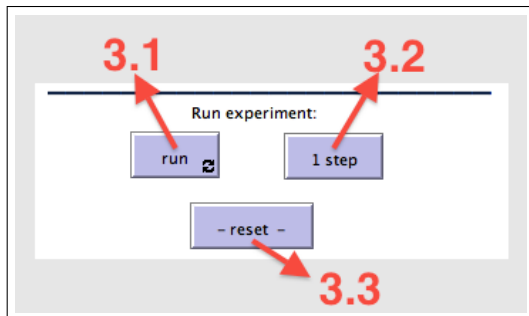 3.1 3.2
Run experiment:
run 1 step
– reset –
3.3